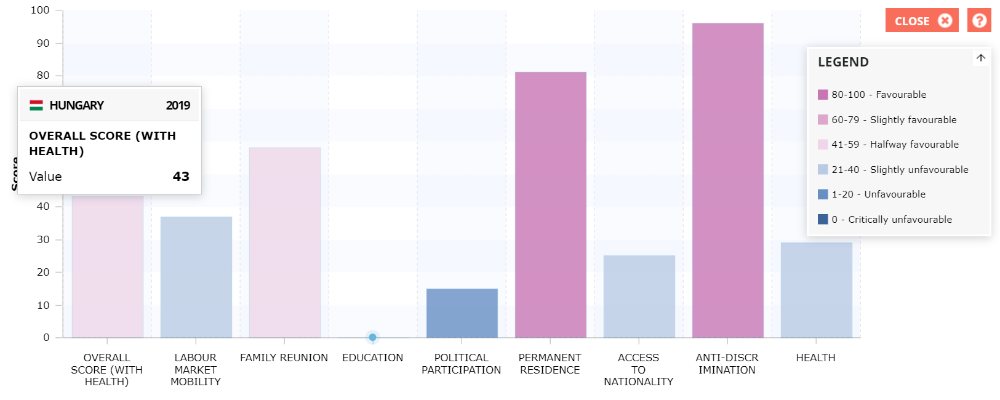 100
90
80
40
30
20
10
0
Score
HUNGARY 2019
OVERALL SCORE (WITH
HEALTH)
Value 43
CLOSE
?
LEGEND
80-100 - Favourable
60-79 - Slightly favourable
41-59 - Halfway favourable
21-40 - Slightly unfavourable
1-20 - Unfavourable
0 - Critically unfavourable
OVERALL
SCORE (WITH
HEALTH)
LABOUR
MARKET
MOBILITY
FAMILY REUNION
EDUCATION
POLITICAL
PARTICIPATION
PERMANENT
RESIDENCE
ACCESS
TO
NATIONALITY
ANTI-DISCR
IMINATION
HEALTH